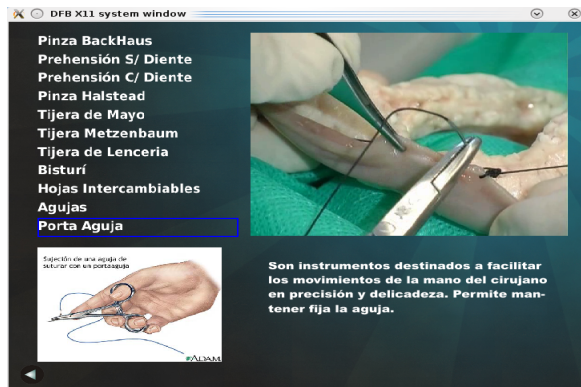 DFB X11 system window
Pinza BackHaus
Prehensión S/ Diente
Prehensión C/ Diente
Pinza Halstead
Tijera de Mayo
Tijera Metzenbaum
Tijera de Lenceria
Bisturí
Hojas Intercambiables
Agujas
Porta Aguja
Sujeción de una aguja de
suturar con un portaaguja
ADAM.
Son instrumentos destinados a facilitar
los movimientos de la mano del cirujano
en precisión y delicadeza. Permite man-
tener fija la aguja.